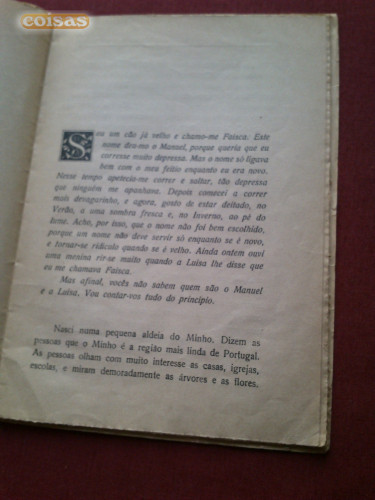 coisas
Sou um cão já velho e chamo-me Faísca. Este
nome deu-mo o Manuel, porque queria que eu
corresse muito depressa. Mas o nome só ligava
bem com o meu feitio enquanto eu era novo.
Nesse tempo apetecia-me correr e saltar, tão depressa
que ninguém me apanhava. Depois comecei a correr
mais devagarinho, e agora, gosto de estar deitado, no
Verão, a uma sombra fresca e, no Inverno, ao pé do
lume. Acho, por isso, que o nome não foi bem escolhido,
porque um nome não deve servir só enquanto se é novo,
e tornar-se ridículo quando se é velho. Ainda ontem ouvi
uma menina rir-se muito quando a Luísa lhe disse que
eu me chamava Faísca.
Mas afinal, vocês não sabem quem são o Manuel
e a Luísa. Vou contar-vos tudo do princípio.
Nasci numa pequena aldeia do Minho. Dizem as
pessoas que o Minho é a região mais linda de Portugal.
As pessoas olham com muito interesse as casas, igrejas,
escolas, e miram demoradamente as árvores e as flores.